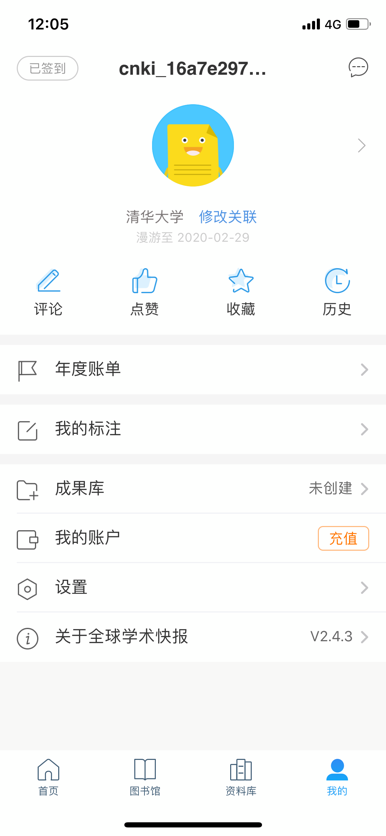 12:05
4G
已签到
cnki_16a7e297...
清华大学 修改关联
漫游至 2020-02-29
评论 点赞 收藏 历史
年度账单
我的标注
成果库 未创建
我的账户 充值
设置
关于全球学术快报 V2.4.3
首页 图书馆 资料库 我的